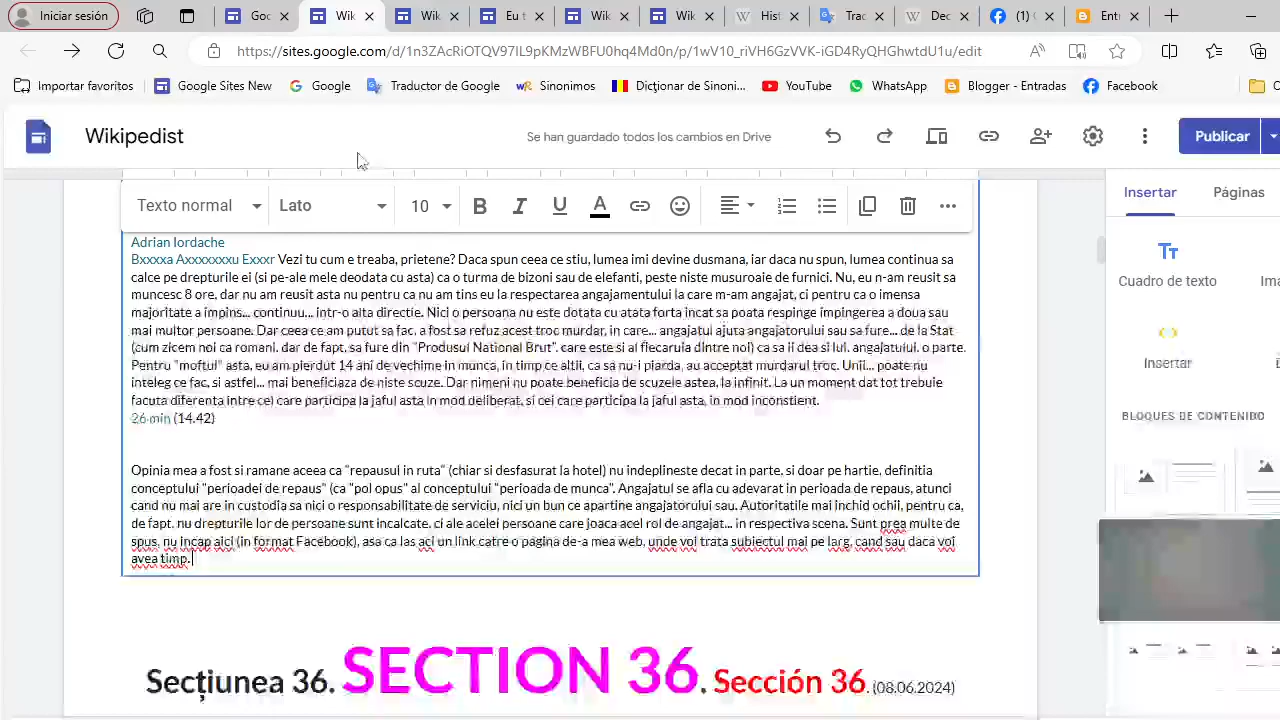 Iniciar sesión
Goc
Wik
Wik
Eu t
Wik
Wik
Hist
Trac
Dec
(1) (
Entr
https://sites.google.com/d/1n3ZAcRiOTQV97IL9pKMzWBFU0hq4Md0n/p/1wV10_riVH6GzVVK-iGD4RyQHGhwtdU1u/edit
Importar favoritos
Google Sites New
Google
Traductor de Google
Sinonimos
Dicţionar de Sinoni...
YouTube
WhatsApp
Blogger - Entradas
Facebook
Wikipedist
Se han guardado todos los cambios en Drive
Publicar
Texto normal
Lato
10
Insertar
Páginas
Adrian Iordache
Bxxxxa Axxxxxxxu Exxxr Vezi tu cum e treaba, prietene? Daca spun ceea ce stiu, lumea imi devine dusmana, iar daca nu spun, lumea continua sa
calce pe drepturile ei (si pe-ale mele deodata cu asta) ca o turma de bizoni sau de elefanti, peste niste musuroaie de furnici. Nu, eu n-am reusit sa
muncesc 8 ore, dar nu am reusit asta nu pentru ca nu am tins eu la respectarea angajamentului la care m-am angajat, ci pentru ca o imensa
majoritate a impins... continuu... intr-o alta directie. Nici o persoana nu este dotata cu atata forta incat sa poata respinge impingerea a doua sau
mai multor persoane. Dar ceea ce am putut sa fac, a fost sa refuz acest troc murdar, in care... angajatul ajuta angajatorului sau sa fure... de la Stat
(cum zicem noi ca romani, dar de fapt, sa fure din "Produsul National Brut", care este si al fiecaruia dintre noi) ca sa ii dea si lui, angajatului, o parte.
Pentru "moftul" asta, eu am pierdut 14 ani de vechime in munca, in timp ce altii, ca sa nu-i piarda, au acceptat murdarul troc. Unii... poate nu
inteleg ce fac, si astfel... mai beneficiaza de niste scuze. Dar nimeni nu poate beneficia de scuzele astea, la infinit. La un moment dat tot trebuie
facuta diferenta intre cei care participa la jaful asta in mod deliberat, si cei care participa la jaful asta, in mod inconstient.
26 min (14.42)
Opinia mea a fost si ramane aceea ca "repausul in ruta" (chiar si desfasurat la hotel) nu indeplineste decat in parte, si doar pe hartie, definitia
conceptului "perioadei de repaus" (ca "pol opus" al conceptului "perioada de munca". Angajatul se afla cu adevarat in perioada de repaus, atunci
cand nu mai are in custodia sa nici o responsabilitate de serviciu, nici un bun ce apartine angajatorului sau. Autoritatile mai inchid ochii, pentru ca,
de fapt, nu drepturile lor de persoane sunt incalcate, ci ale acelei persoane care joaca acel rol de angajat... in respectiva scena. Sunt prea multe de
spus, nu incap aici (in format Facebook), asa ca las aci un link catre o pagina de-a mea web, unde voi trata subiectul mai pe larg, cand sau daca voi
avea timp.
Cuadro de texto
Insertar
BLOQUES DE CONTENIDO
Secțiunea 36. SECTION 36. Sección 36. (08.06.2024)